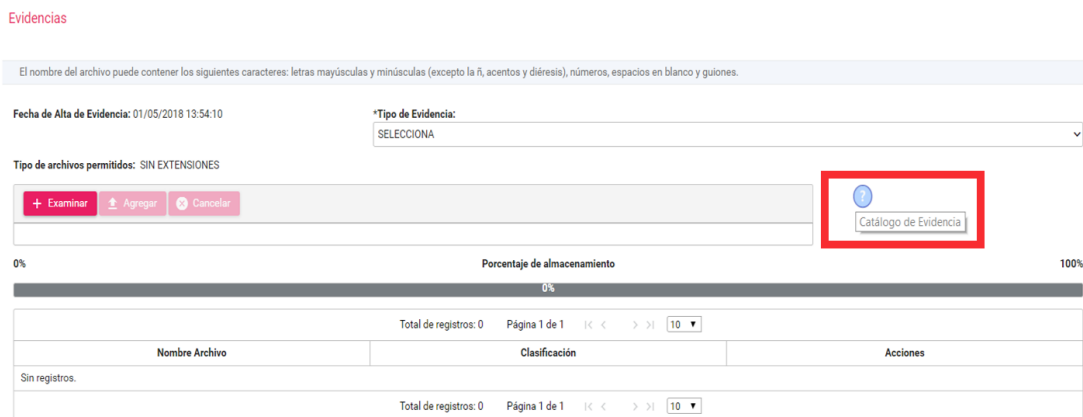 Evidencias
El nombre del archivo puede contener los siguientes caracteres: letras mayúsculas y minúsculas (excepto la ñ, acentos y diéresis), números, espacios en blanco y guiones.
Fecha de Alta de Evidencia: 01/05/2018 13:54:10
*Tipo de Evidencia:
SELECCIONA
Tipo de archivos permitidos: SIN EXTENSIONES
+ Examinar Agregar Cancelar
?
Catálogo de Evidencia
0% Porcentaje de almacenamiento 100%
0%
Total de registros: 0 Página 1 de 1 10
Nombre Archivo Clasificación Acciones
Sin registros.
Total de registros: 0 Página 1 de 1 10